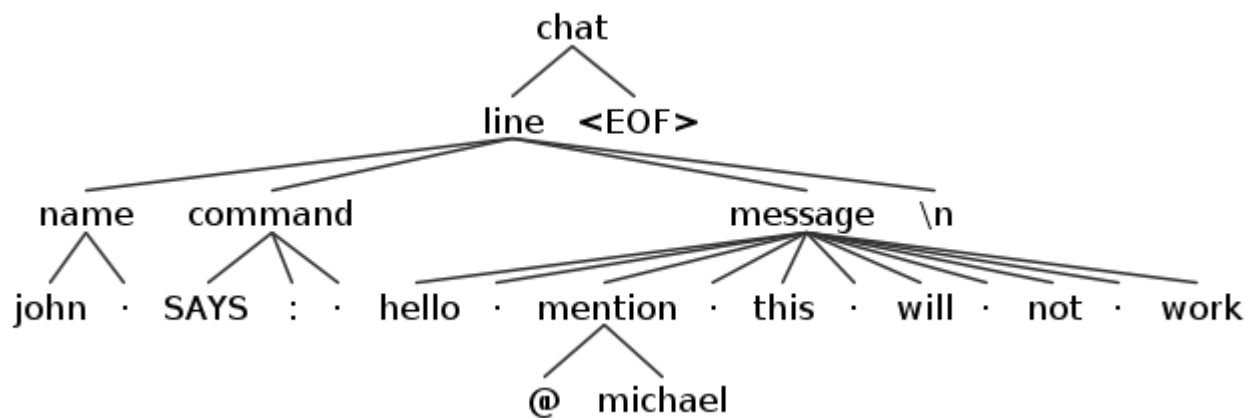 chat
line <EOF>
name command message \n
john · SAYS : · hello · mention · this · will · not · work
@ michael